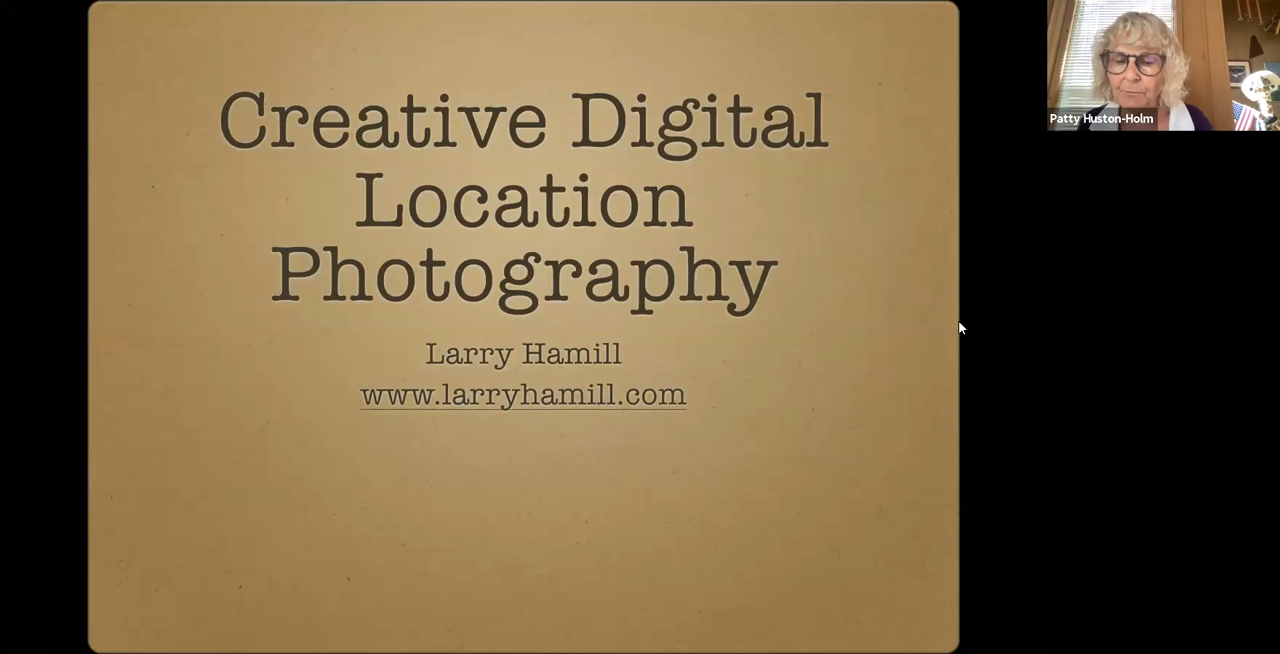 Creative Digital
Location
Photography
Larry Hamill
www.larryhamill.com
Patty Huston-Holm